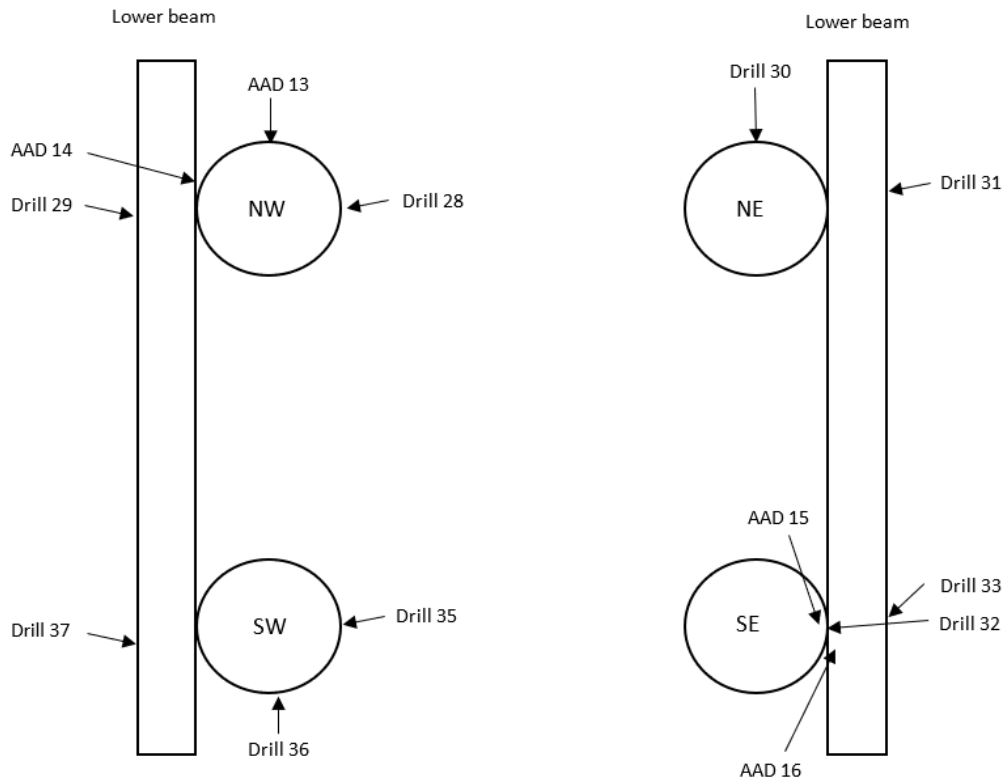 Lower beam
Lower beam
AAD 13
Drill 30
AAD 14
Drill 29
NW
Drill 28
NE
Drill 31
AAD 15
Drill 37
SW
Drill 35
SE
Drill 33
Drill 32
Drill 36
AAD 16